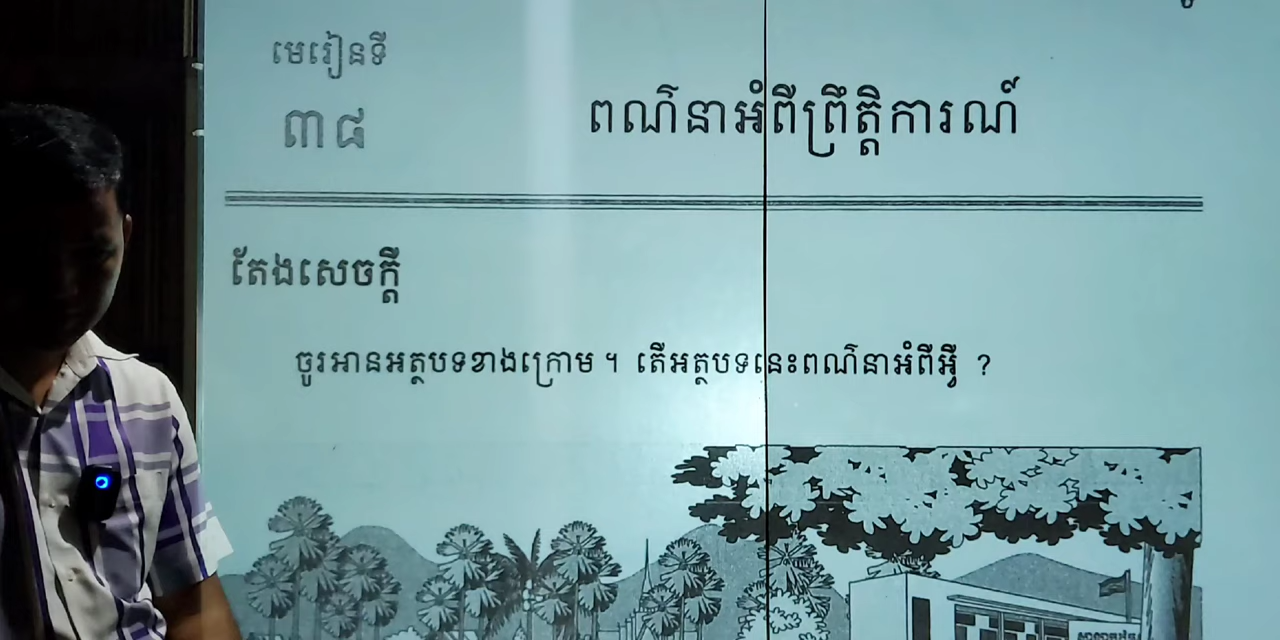 មេរៀនទី
៣៨
ពណ៌នាអំពីព្រឹត្តិការណ៍
តែងសេចក្តី
ចូរអានអត្ថបទខាងក្រោម ។ តើអត្ថបទនេះពណ៌នាអំពីអ្វី ?